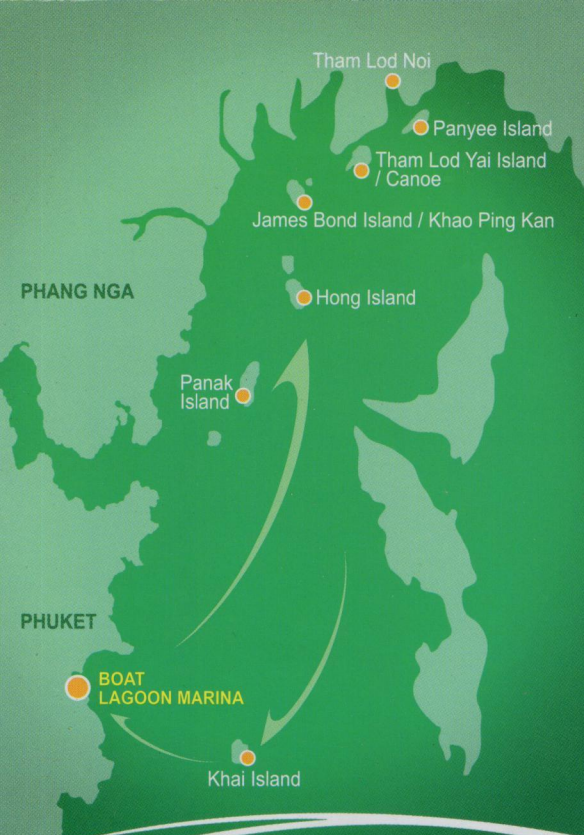 Tham Lod Noi
Panyee Island
Tham Lod Yai Island
/ Canoe
James Bond Island / Khao Ping Kan
PHANG NGA
Hong Island
Panak
Island
PHUKET
BOAT
LAGOON MARINA
Khai Island